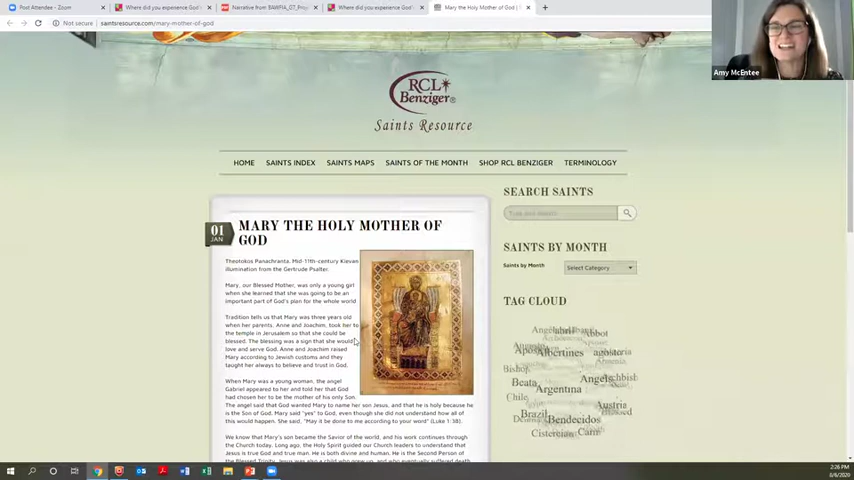 Post Attendee - Zoom
Where did you experience God's
Narrative from BAWFIA_GT_Proj
Where did you experience God's
Mary the Holy Mother of God |
Not secure | saintsresource.com/mary-mother-of-god
Amy McEntee
RCL
Benziger
Saints Resource
HOME SAINTS INDEX SAINTS MAPS SAINTS OF THE MONTH SHOP RCL BENZIGER TERMINOLOGY
01
JAN
MARY THE HOLY MOTHER OF
GOD
Theotokos Panachranta. Mid-11th-century Kievan
illumination from the Gertrude Psalter.
Mary, our Blessed Mother, was only a young girl
when she learned that she was going to be an
important part of God's plan for the whole world
Tradition tells us that Mary was three years old
when her parents, Anne and Joachim, took her to
the temple in Jerusalem so that she could be
blessed. The blessing was a sign that she would
love and serve God. Anne and Joachim raised
Mary according to Jewish customs and they
taught her always to believe and trust in God.
When Mary was a young woman, the angel
Gabriel appeared to her and told her that God
had chosen her to be the mother of his only Son.
The angel said that God wanted Mary to name her son Jesus, and that he is holy because he
is the Son of God. Mary said "yes" to God, even though she did not understand how all of
this would happen. She said, "May it be done to me according to your word" (Luke 1:38).
We know that Mary's son became the Savior of the world, and his work continues through
the Church today. Long ago, the Holy Spirit guided our Church leaders to understand that
Jesus is true God and true man. He is both divine and human. He is the Second Person of
SEARCH SAINTS
SAINTS BY MONTH
Saints by Month
Select Category
TAG CLOUD
Abbot
Albertines
agbatoria
Armenia
Bishop
Beata
Angels
Archbish
Chile
Argentina
Austria
Brazil
Bendecidos
Cistercian
2:26 PM
8/6/2020